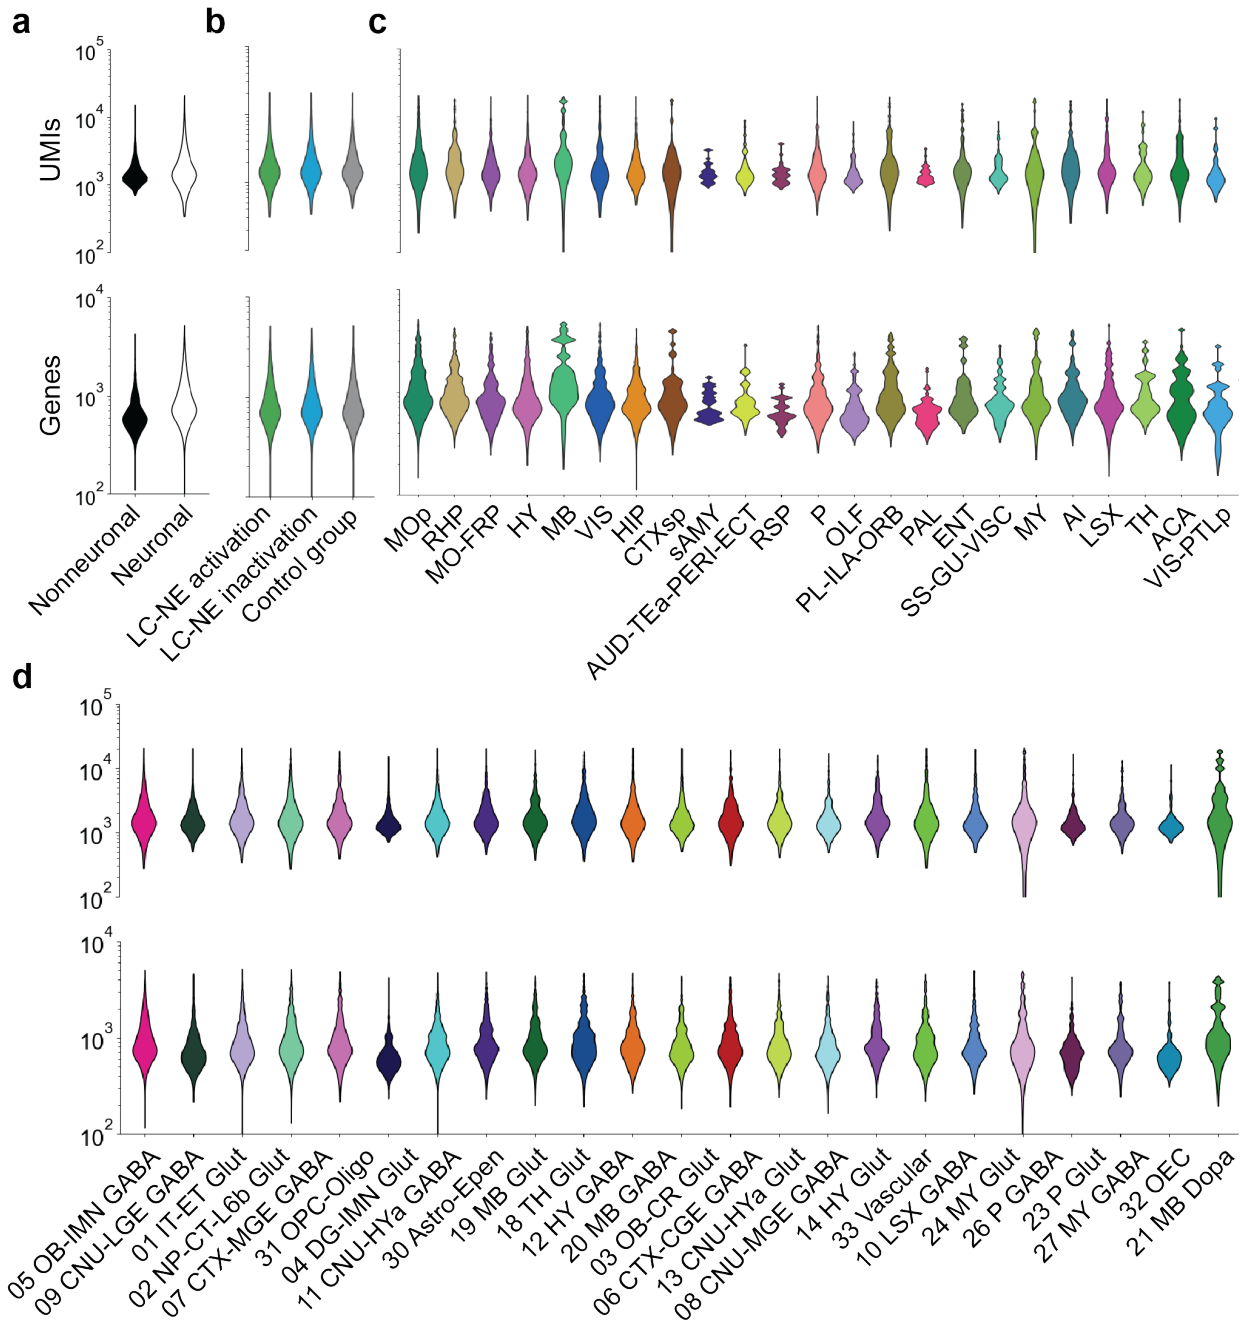 a
b
c
10^5
10^4
10^3
10^2
UMIs
10^4
10^3
10^2
Genes
Nonneuronal
Neuronal
LC-NE activation
LC-NE inactivation
Control group
MOp
RHP
MO-FRP
HY
MB
VIS
HIP
CTXsp
sAMY
AUD-TEa-PERI-ECT
RSP
P
OLF
PL-ILA-ORB
PAL
ENT
SS-GU-VISC
MY
AI
LSX
TH
ACA
VIS-PTLp
d
10^5
10^4
10^3
10^2
10^4
10^3
10^2
05 OB-IMN GABA
09 CNU-LGE GABA
01 IT-ET Glut
02 NP-CT-L6b Glut
07 CTX-MGE GABA
31 OPC-Oligo
04 DG-IMN Glut
11 CNU-HYa GABA
30 Astro-Epen
19 MB Glut
18 TH Glut
12 HY GABA
20 MB GABA
03 OB-CR Glut
06 CTX-CGE GABA
13 CNU-HYa Glut
08 CNU-MGE GABA
14 HY Glut
33 Vascular
10 LSX GABA
24 MY Glut
26 P GABA
23 P Glut
27 MY GABA
32 OEC
21 MB Dopa